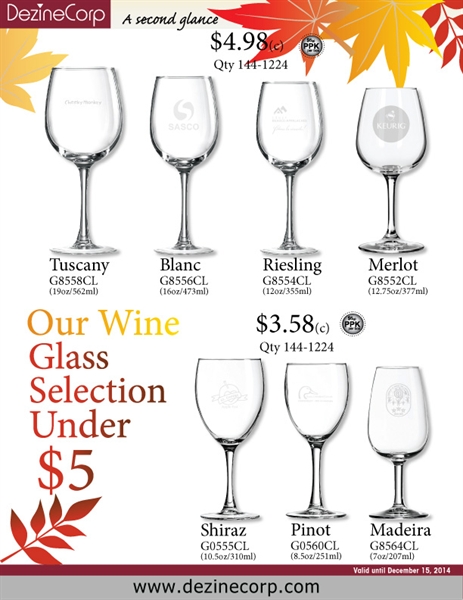 DezineCorp
A second glance
$4.98(c)
PPK
Qty 144-1224
SASCO
KEURIG
Tuscany
G8558CL
(19oz/562ml)
Blanc
G8556CL
(16oz/473ml)
Riesling
G8554CL
(12oz/355ml)
Merlot
G8552CL
(12.75oz/377ml)
Our Wine
Glass
Selection
Under
$5
$3.58(c)
PPK
Qty 144-1224
Shiraz
G0555CL
(10.5oz/310ml)
Pinot
G0560CL
(8.5oz/251ml)
Madeira
G8564CL
(7oz/207ml)
Valid until December 15, 2014
www.dezinecorp.com